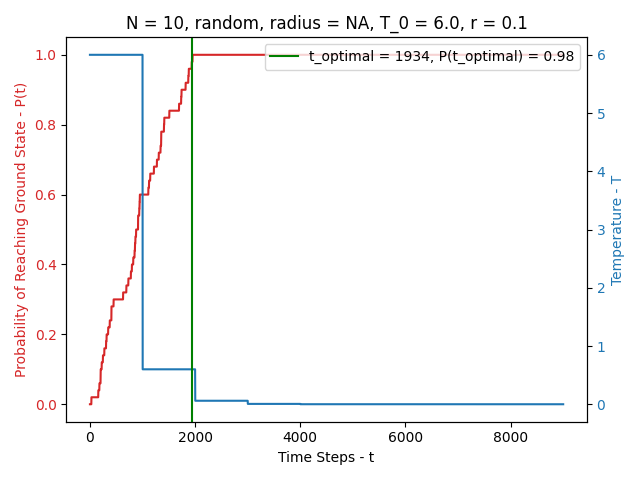 N = 10, random, radius = NA, T_0 = 6.0, r = 0.1
t_optimal = 1934, P(t_optimal) = 0.98
Probability of Reaching Ground State - P(t)
1.0
0.8
0.6
0.4
0.2
0.0
6
5
4
3
2
1
0
Temperature - T
0 2000 4000 6000 8000
Time Steps - t